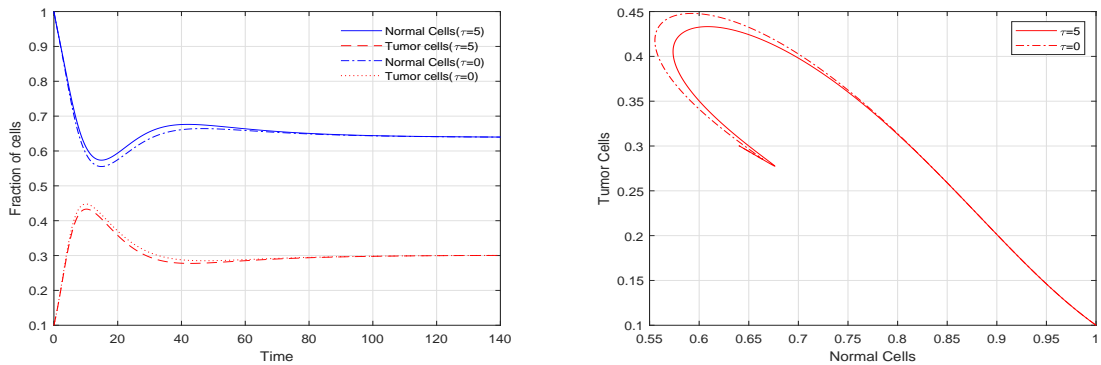 1
0.9
0.8
0.7
0.6
0.5
0.4
0.3
0.2
0.1
Fraction of cells
0 20 40 60 80 100 120 140
Time
Normal Cells(τ=5)
Tumor cells(τ=5)
Normal Cells(τ=0)
Tumor cells(τ=0)
0.45
0.4
0.35
0.3
0.25
0.2
0.15
0.1
Tumor Cells
0.55 0.6 0.65 0.7 0.75 0.8 0.85 0.9 0.95 1
Normal Cells
τ=5
τ=0